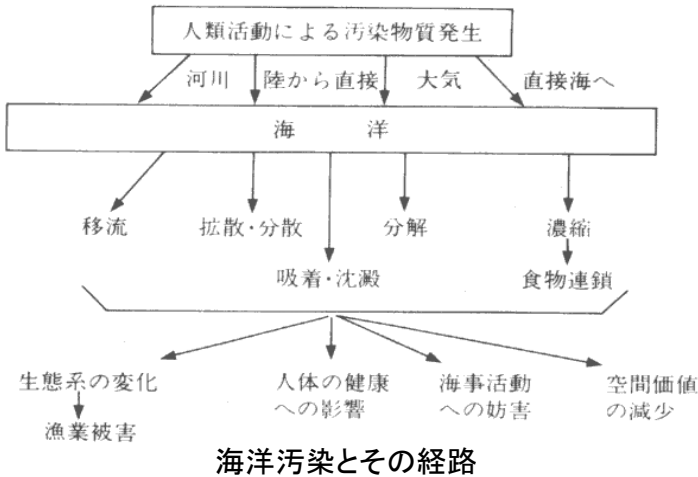 人類活動による汚染物質発生
河川
陸から直接
大気
直接海へ
海洋
移流
拡散・分散
分解
濃縮
吸着・沈澱
食物連鎖
生態系の変化
人体の健康
への影響
海事活動
への妨害
空間価値
の減少
漁業被害
海洋汚染とその経路